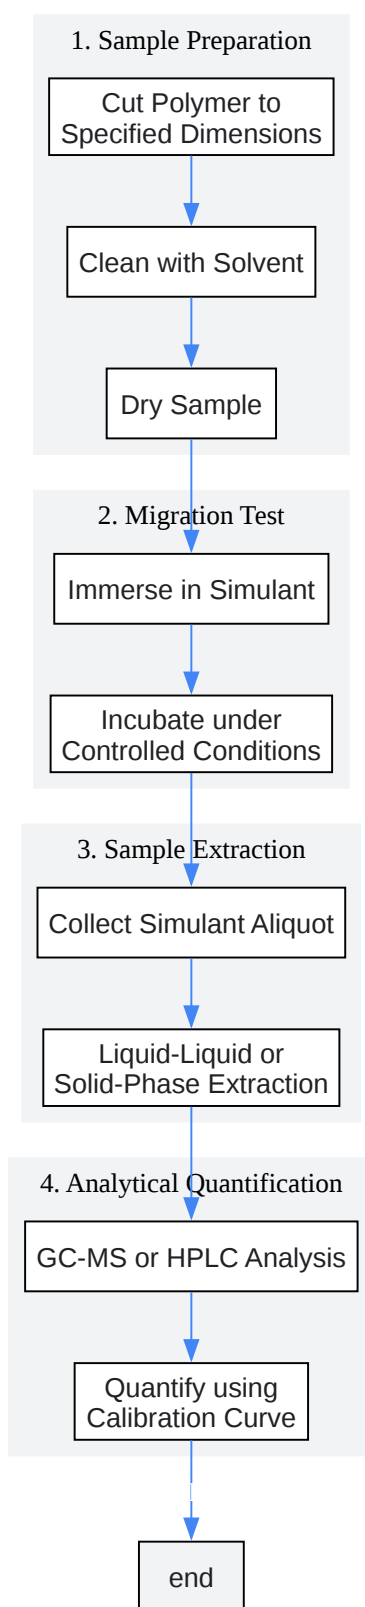 1. Sample Preparation
Cut Polymer to
Specified Dimensions
Clean with Solvent
Dry Sample
2. Migration Test
Immerse in Simulant
Incubate under
Controlled Conditions
3. Sample Extraction
Collect Simulant Aliquot
Liquid-Liquid or
Solid-Phase Extraction
4. Analytical Quantification
GC-MS or HPLC Analysis
Quantify using
Calibration Curve
end